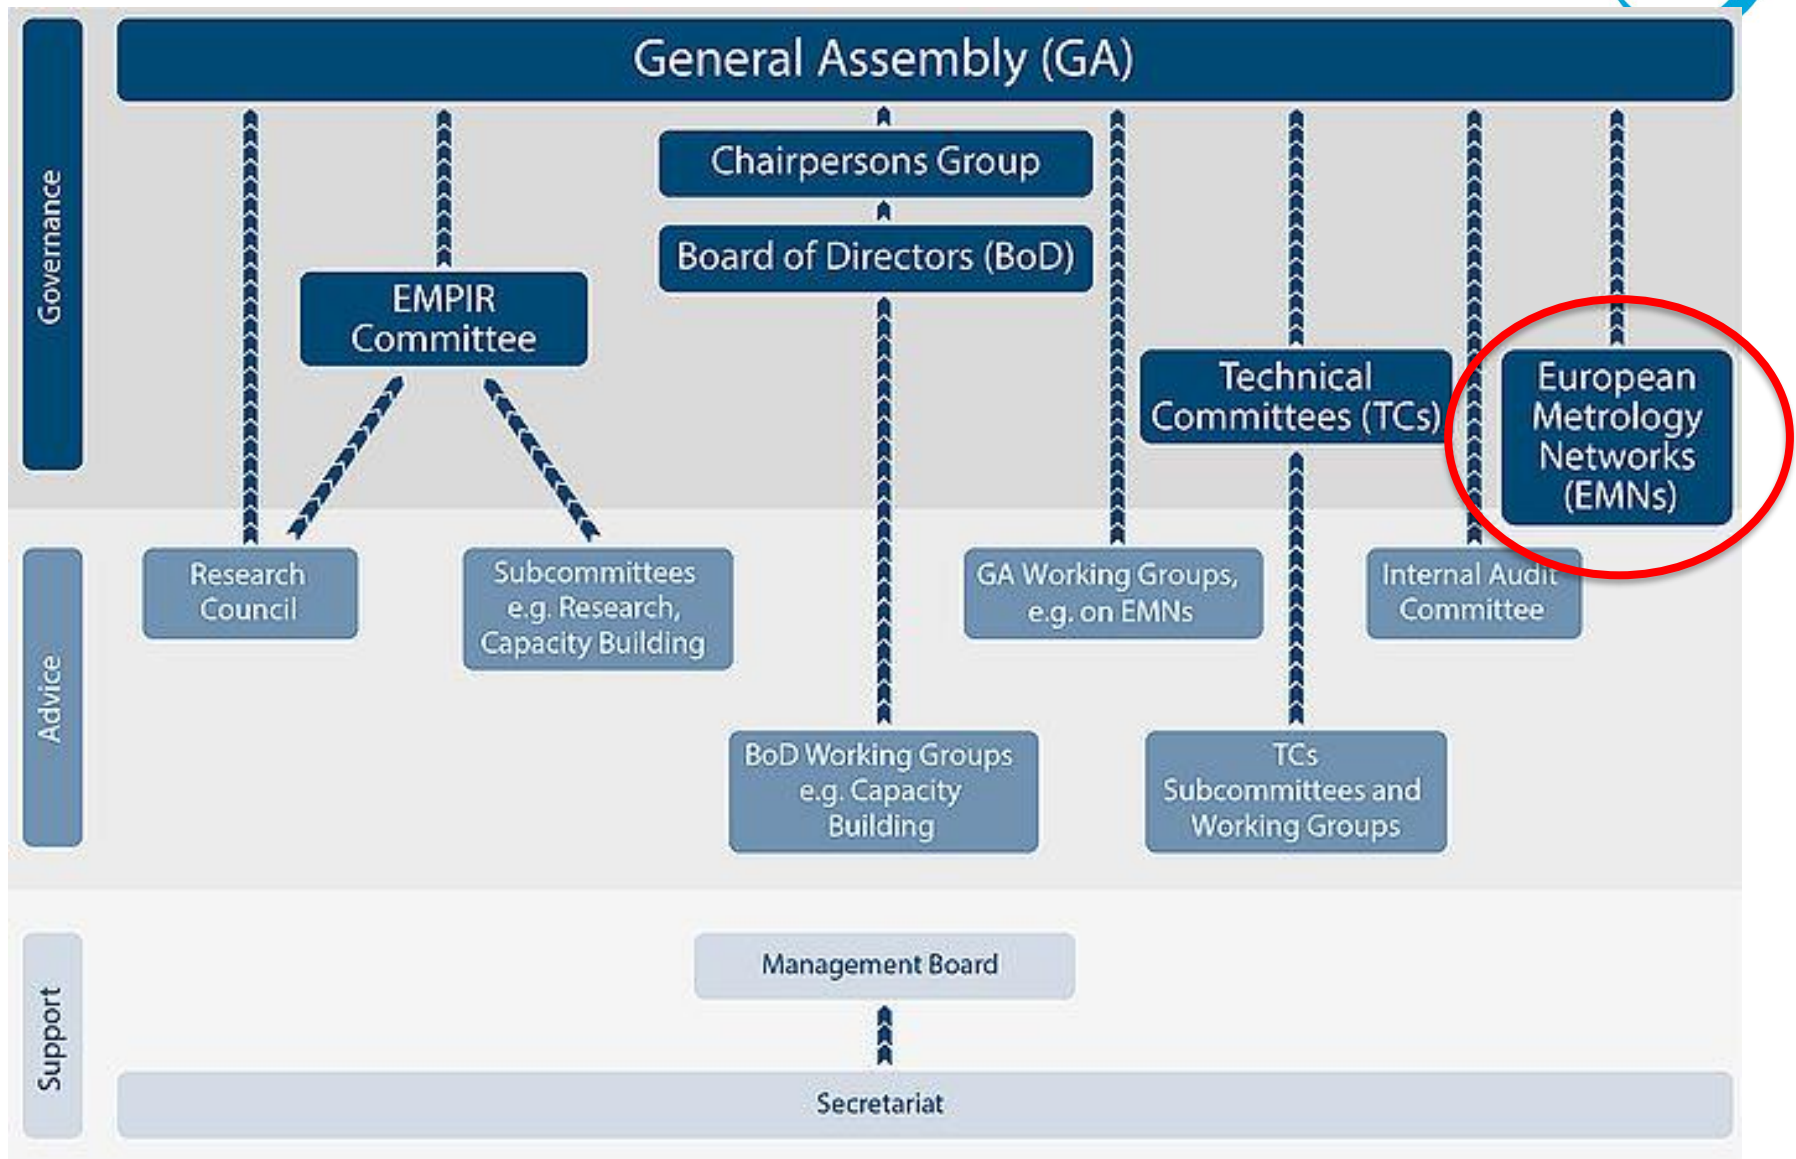 General Assembly (GA)
Governance
Chairpersons Group
Board of Directors (BoD)
EMPIR
Committee
Technical
Committees (TCs)
European
Metrology
Networks
(EMNs)
Advice
Research
Council
Subcommittees
e.g. Research,
Capacity Building
GA Working Groups,
e.g. on EMNs
Internal Audit
Committee
BoD Working Groups
e.g. Capacity
Building
TCs
Subcommittees and
Working Groups
Support
Management Board
Secretariat